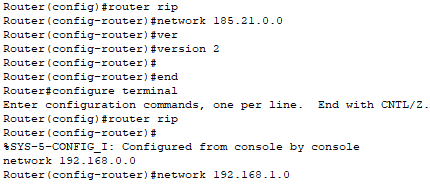 Router(config)#router rip
Router(config-router)#network 185.21.0.0
Router(config-router)#ver
Router(config-router)#version 2
Router(config-router)#
Router(config-router)#end
Router#configure terminal
Enter configuration commands, one per line.  End with CNTL/Z.
Router(config)#router rip
Router(config-router)#
%SYS-5-CONFIG_I: Configured from console by console
network 192.168.0.0
Router(config-router)#network 192.168.1.0